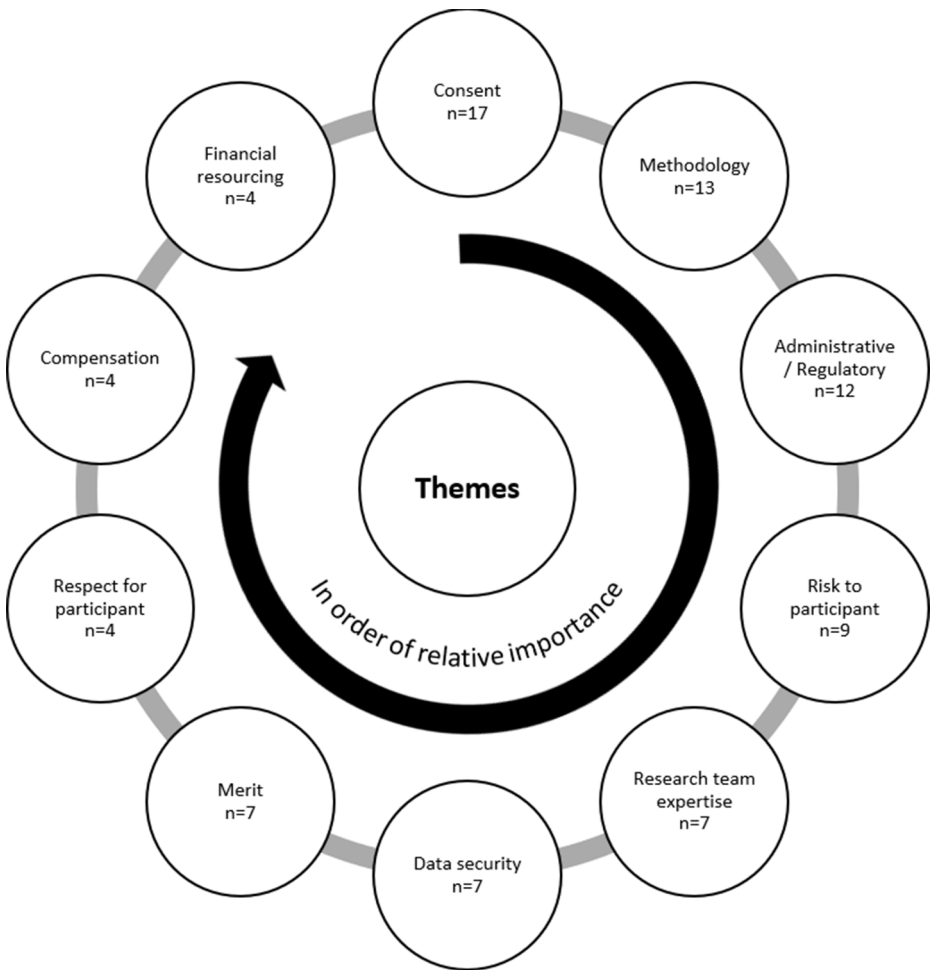 Consent
n=17
Methodology
n=13
Administrative
/ Regulatory
n=12
Risk to
participant
n=9
Research team
expertise
n=7
Data security
n=7
Merit
n=7
Respect for
participant
n=4
Compensation
n=4
Financial
resourcing
n=4
Themes
In order of relative importance